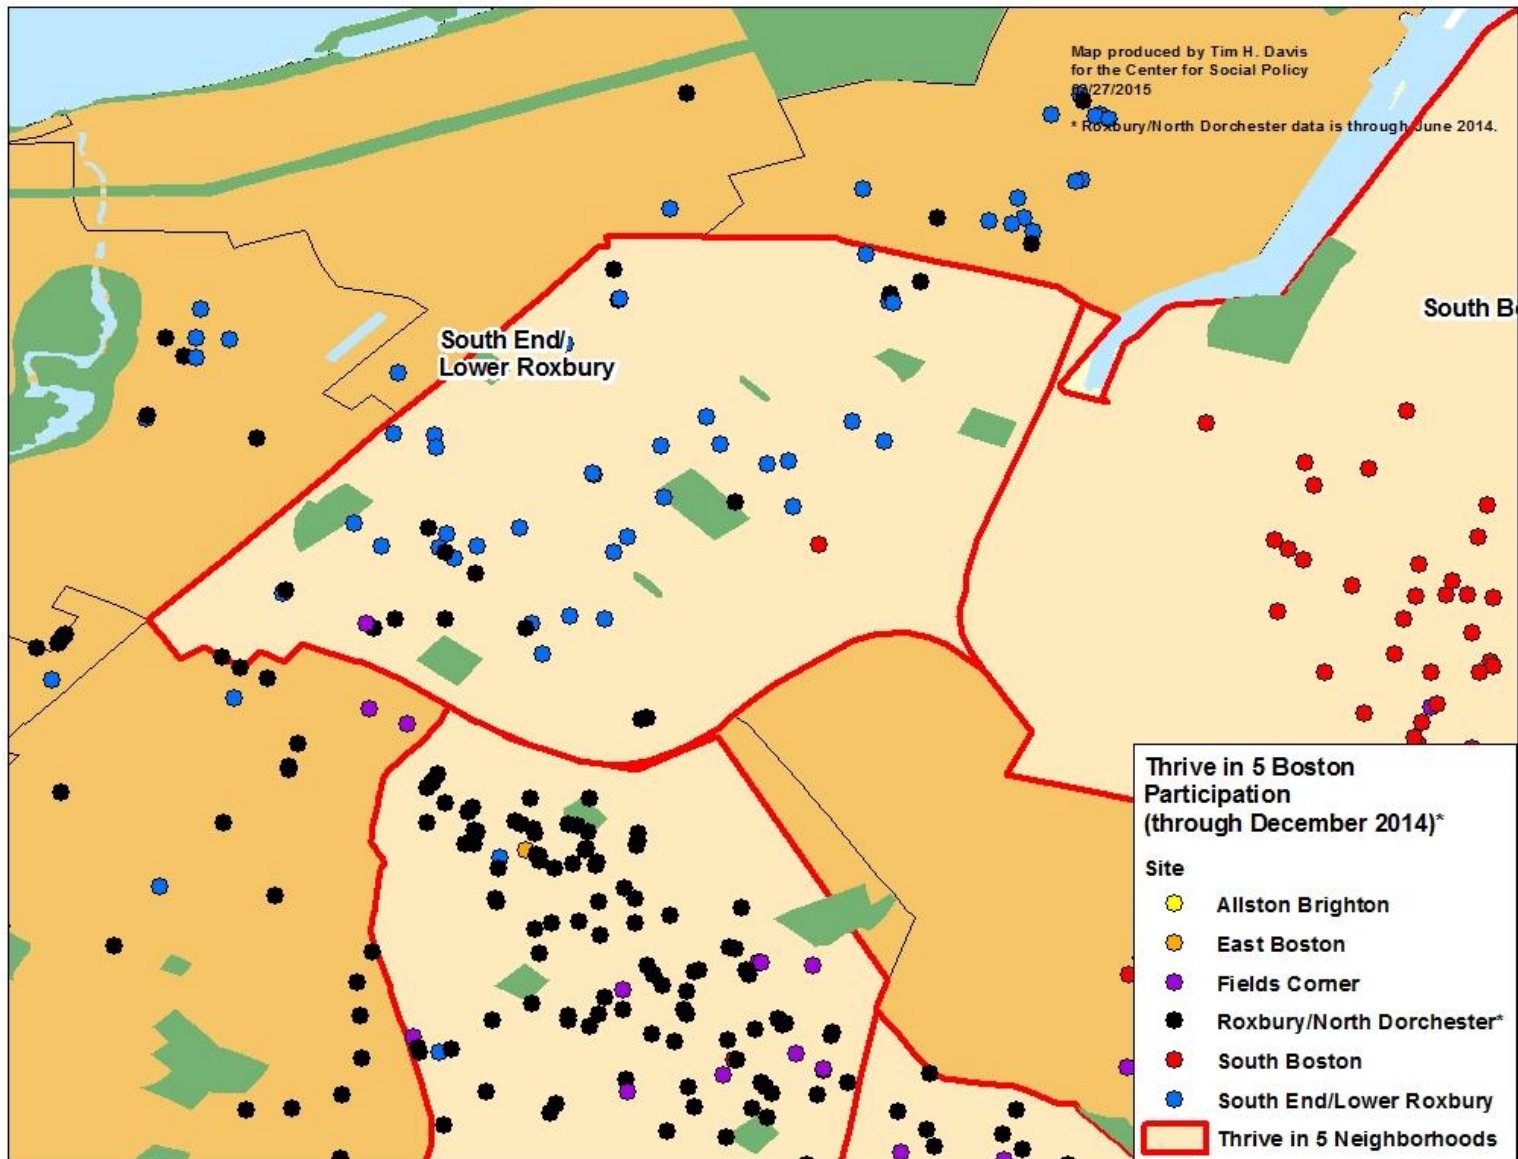 Map produced by Tim H. Davis
for the Center for Social Policy
/27/2015
* Roxbury/North Dorchester data is through June 2014.
South B
South End/
Lower Roxbury
Thrive in 5 Boston
Participation
(through December 2014)*
Site
Allston Brighton
East Boston
Fields Corner
Roxbury/North Dorchester*
South Boston
South End/Lower Roxbury
Thrive in 5 Neighborhoods